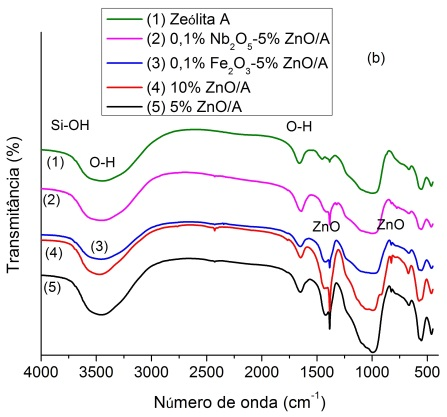 (1) Zeólita A
(2) 0,1% Nb₂O₅-5% ZnO/A
(3) 0,1% Fe₂O₃-5% ZnO/A
(4) 10% ZnO/A
(5) 5% ZnO/A
(b)
Si-OH
O-H
O-H
(1)
(2)
(3)
(4)
(5)
ZnO
ZnO
Transmitância (%)
4000 3500 3000 2500 2000 1500 1000 500
Número de onda (cm⁻¹)